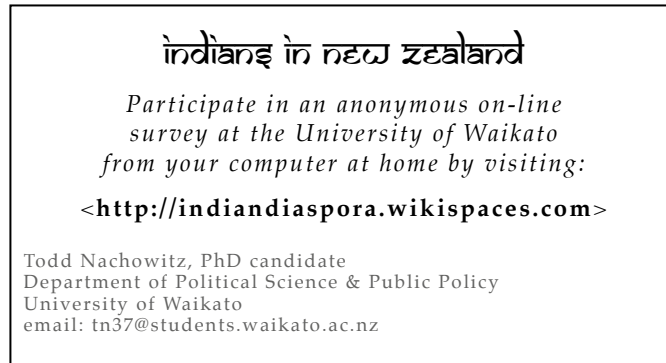 indians in new zealand
Participate in an anonymous on-line
survey at the University of Waikato
from your computer at home by visiting:
<http://indiandiaspora.wikispaces.com>
Todd Nachowitz, PhD candidate
Department of Political Science & Public Policy
University of Waikato
email: tn37@students.waikato.ac.nz